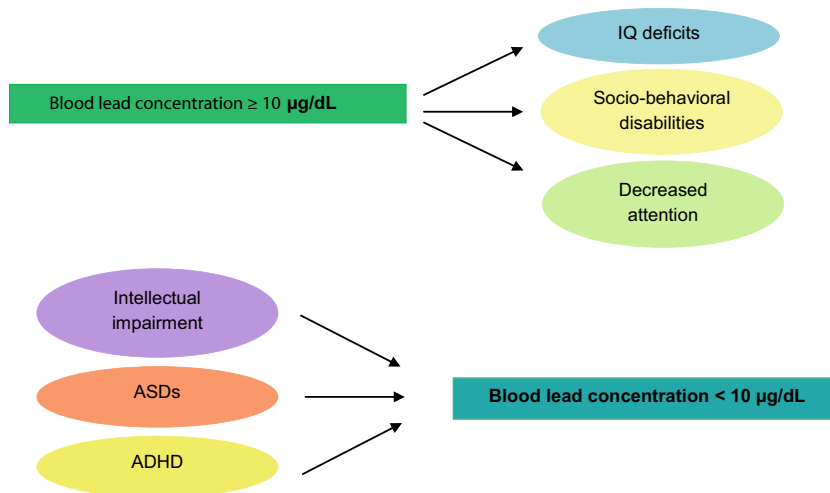 IQ deficits
Blood lead concentration ≥ 10 µg/dL
Socio-behavioral
disabilities
Decreased
attention
Intellectual
impairment
ASDs
Blood lead concentration < 10 µg/dL
ADHD